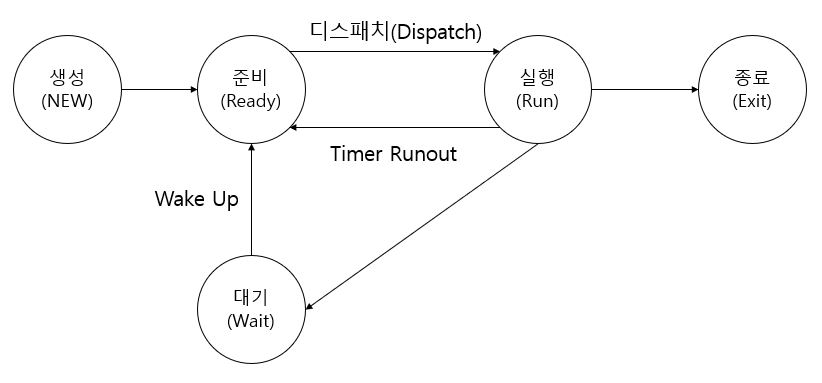 디스패치(Dispatch)
생성
(NEW)
준비
(Ready)
실행
(Run)
종료
(Exit)
Timer Runout
Wake Up
대기
(Wait)